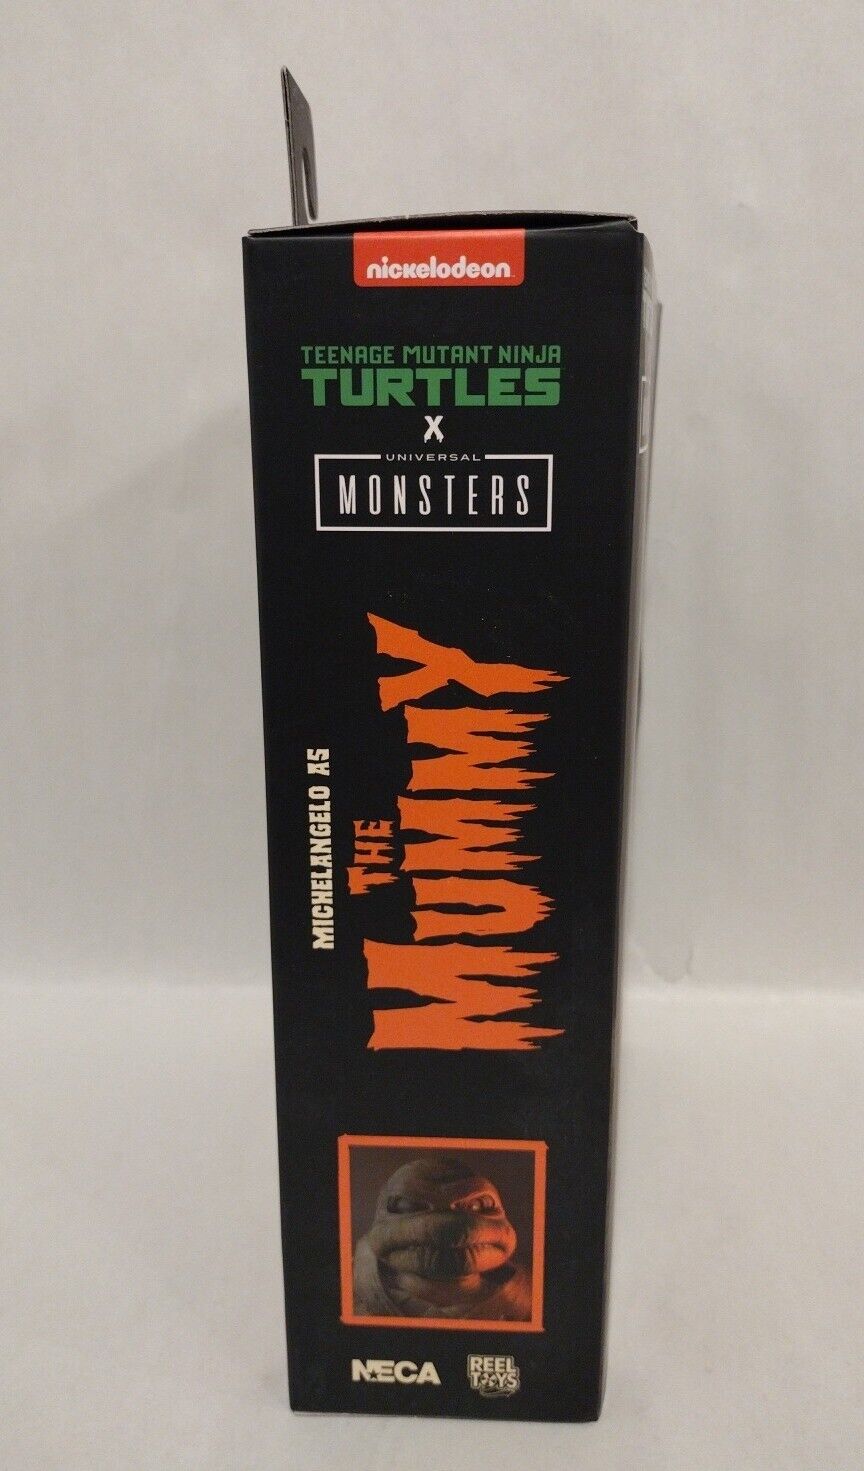 nickelodeon
TEENAGE MUTANT NINJA
TURTLES
X
UNIVERSAL
MONSTERS
MICHELANGELO AS
THE
MUMMY
NECA
REEL
TOYS